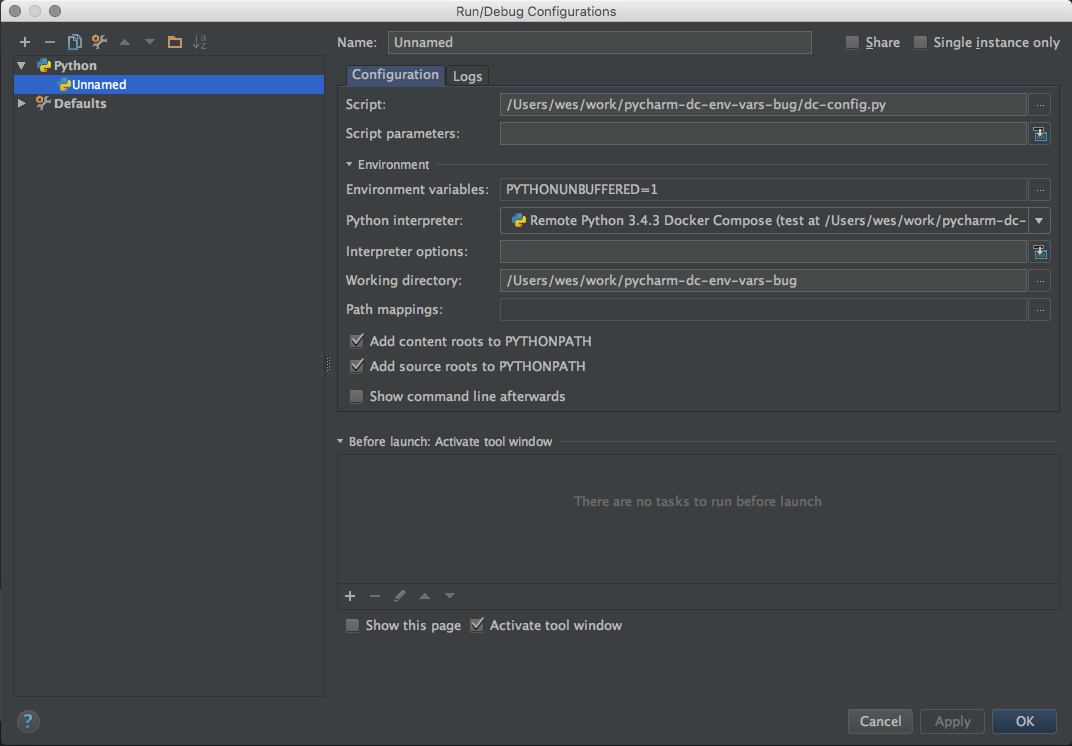 Run/Debug Configurations
Name: Unnamed Share Single instance only
Python
Unnamed
Defaults
Configuration Logs
Script: /Users/wes/work/pycharm-dc-env-vars-bug/dc-config.py ...
Script parameters:
Environment
Environment variables: PYTHONUNBUFFERED=1 ...
Python interpreter: Remote Python 3.4.3 Docker Compose (test at /Users/wes/work/pycharm-dc-
Interpreter options:
Working directory: /Users/wes/work/pycharm-dc-env-vars-bug ...
Path mappings: ...
Add content roots to PYTHONPATH
Add source roots to PYTHONPATH
Show command line afterwards
Before launch: Activate tool window
There are no tasks to run before launch
Show this page Activate tool window
? Cancel Apply OK